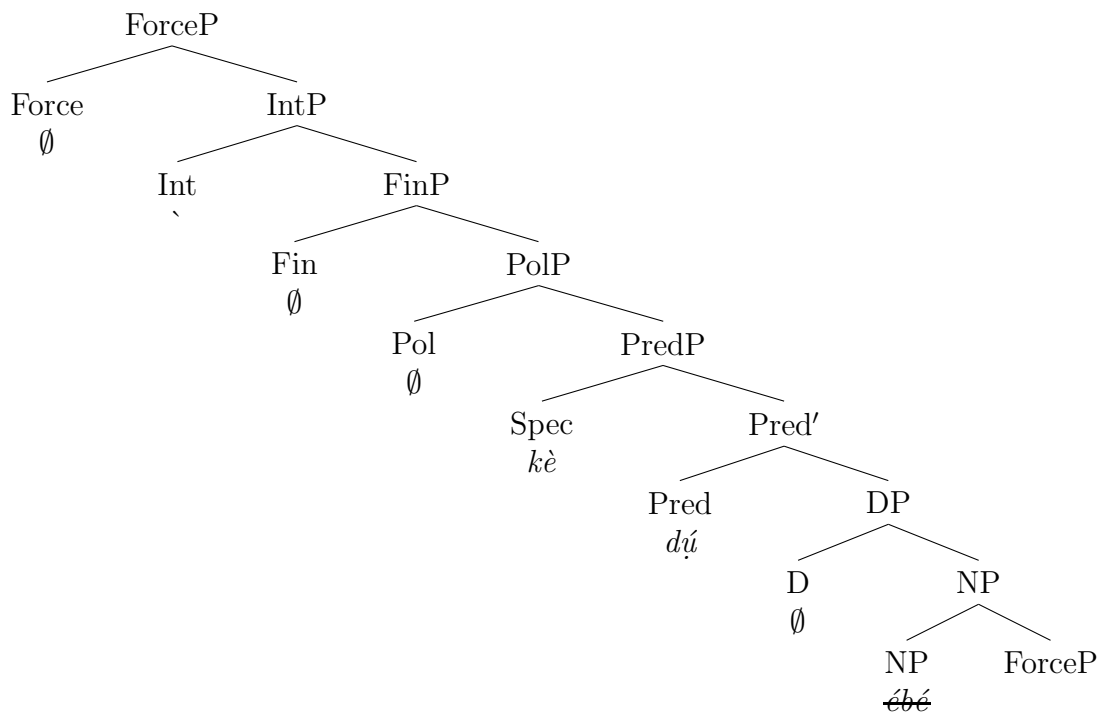 ForceP
Force IntP
∅
Int FinP
`
Fin PolP
∅
Pol PredP
∅
Spec Pred′
kè
Pred DP
dụ́
D NP
∅
NP ForceP
ébé